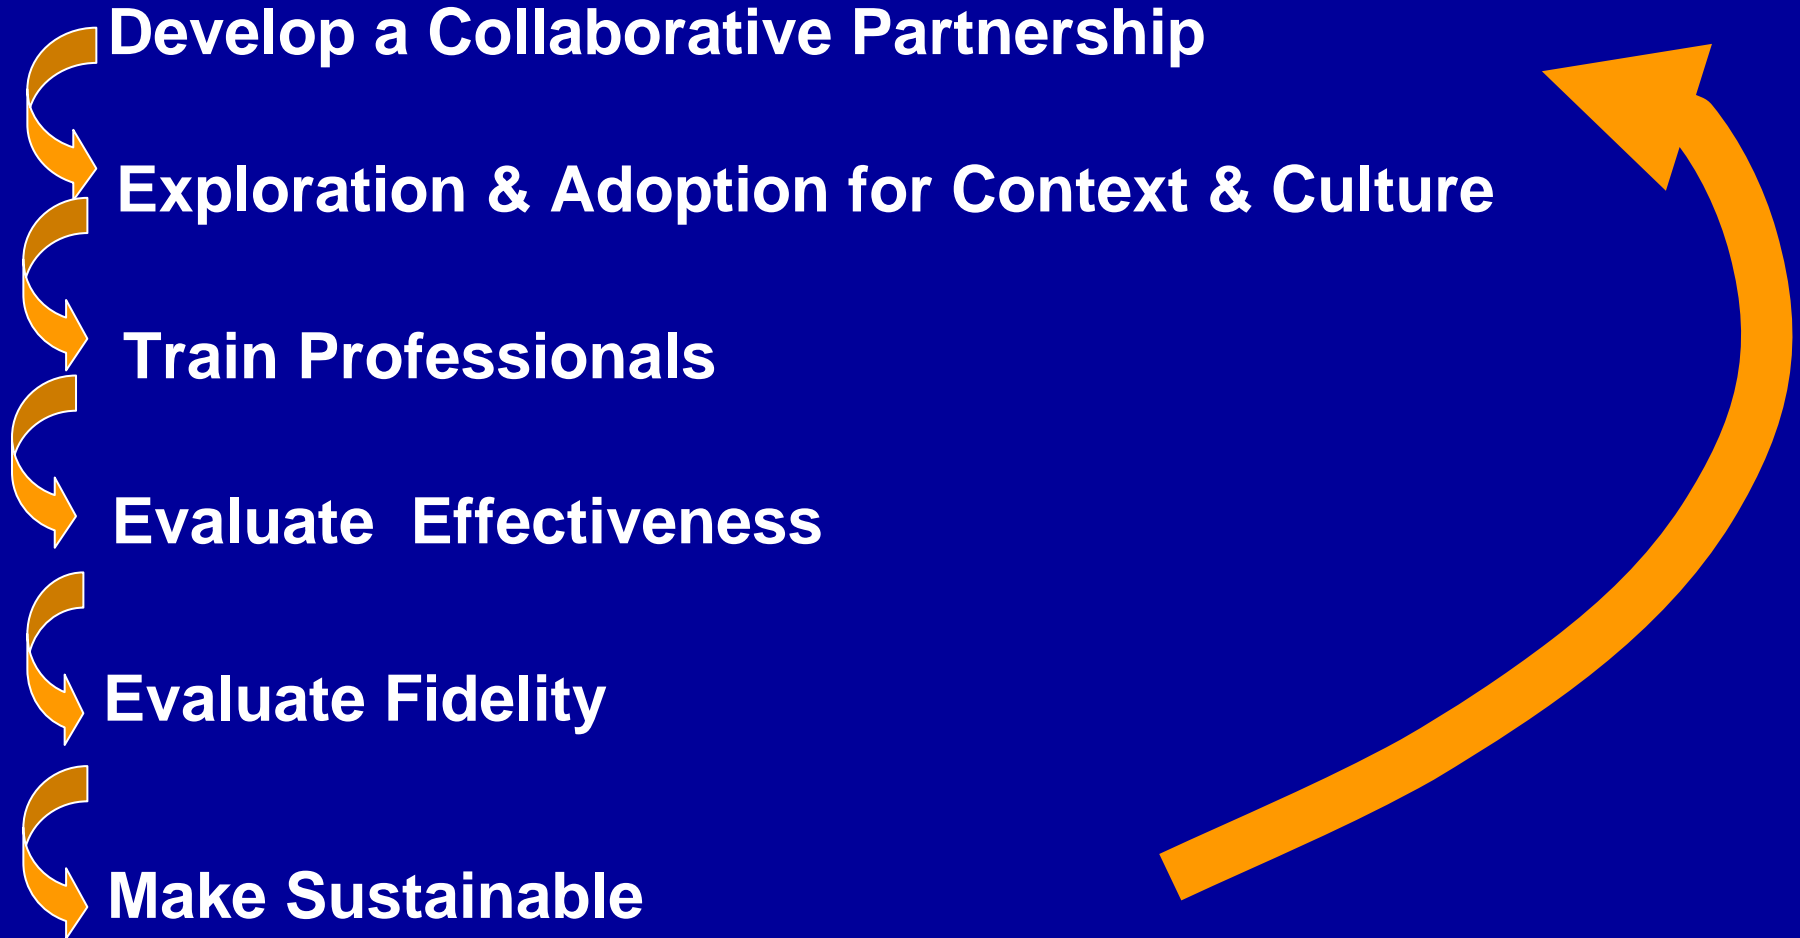 Develop a Collaborative Partnership
Exploration & Adoption for Context & Culture
Train Professionals
Evaluate  Effectiveness
Evaluate Fidelity
Make Sustainable